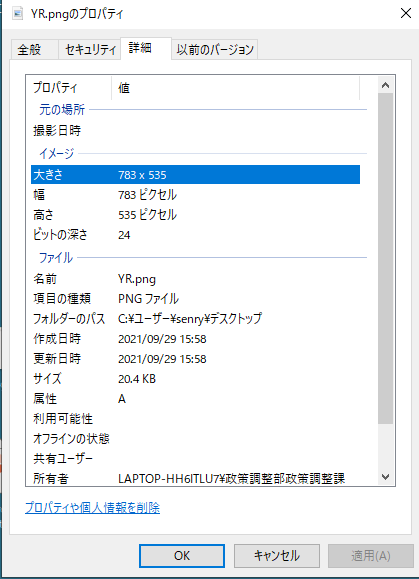 YR.pngのプロパティ
全般 セキュリティ 詳細 以前のバージョン
プロパティ 値
元の場所
撮影日時
イメージ
大きさ 783 x 535
幅 783 ピクセル
高さ 535 ピクセル
ビットの深さ 24
ファイル
名前 YR.png
項目の種類 PNG ファイル
フォルダーのパス C:¥ユーザー¥senry¥デスクトップ
作成日時 2021/09/29 15:58
更新日時 2021/09/29 15:58
サイズ 20.4 KB
属性 A
利用可能性
オフラインの状態
共有ユーザー
所有者 LAPTOP-HH6ITLU7¥政策調整部政策調整課
プロパティや個人情報を削除
OK キャンセル 適用(A)